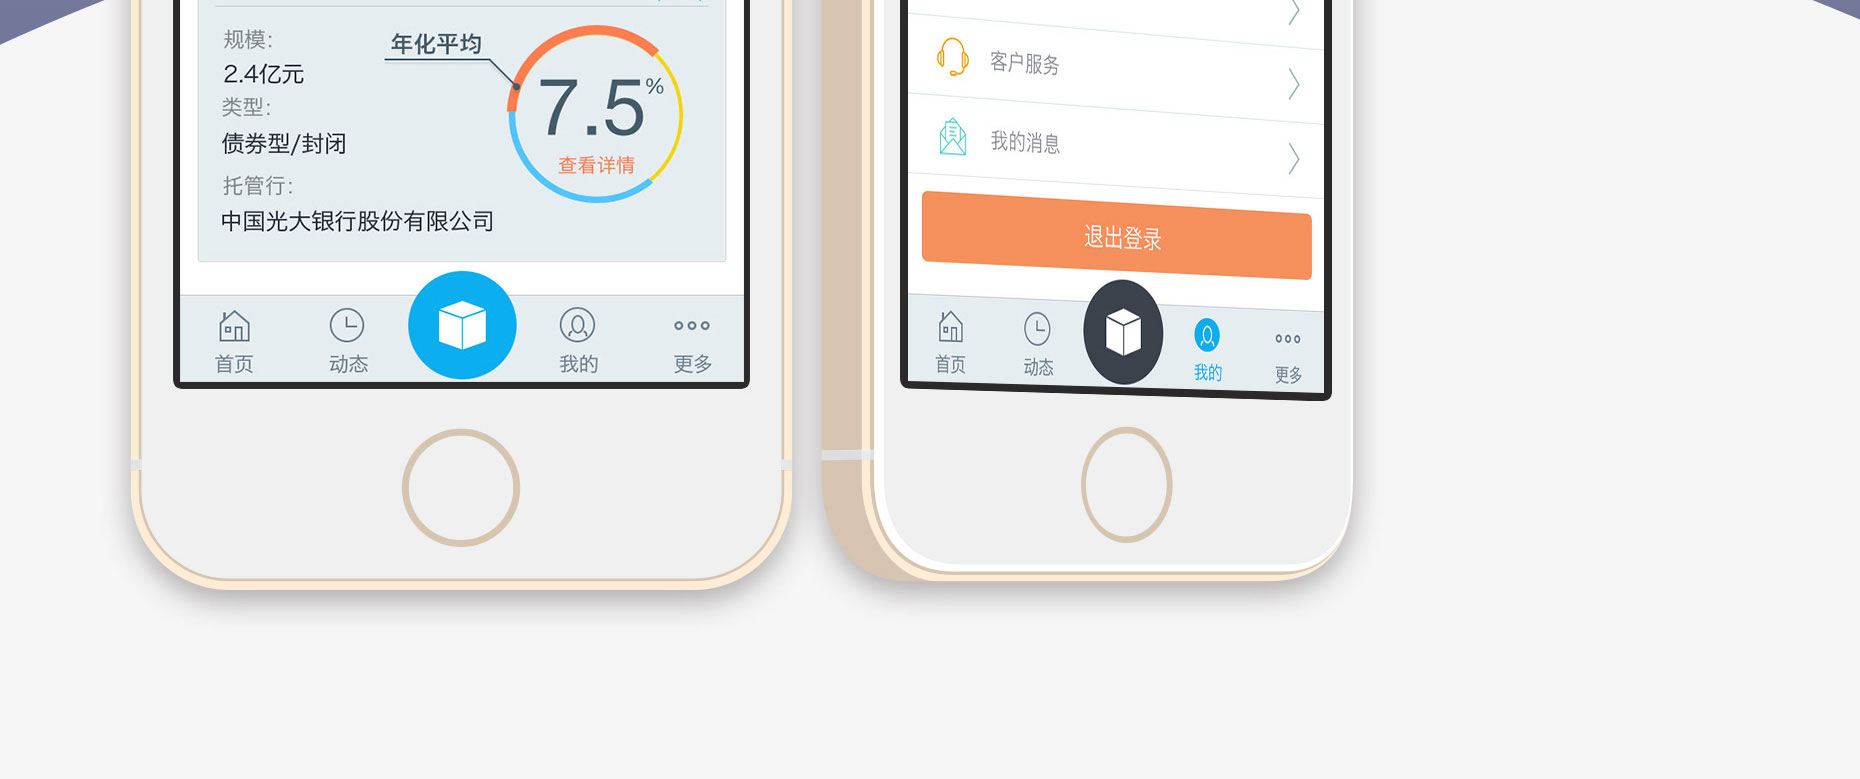 规模：
年化平均
2.4亿元
7.5%
类型：
债券型/封闭
查看详情
托管行：
中国光大银行股份有限公司
首页
动态
我的
更多
客户服务
我的消息
退出登录
首页
动态
我的
更多